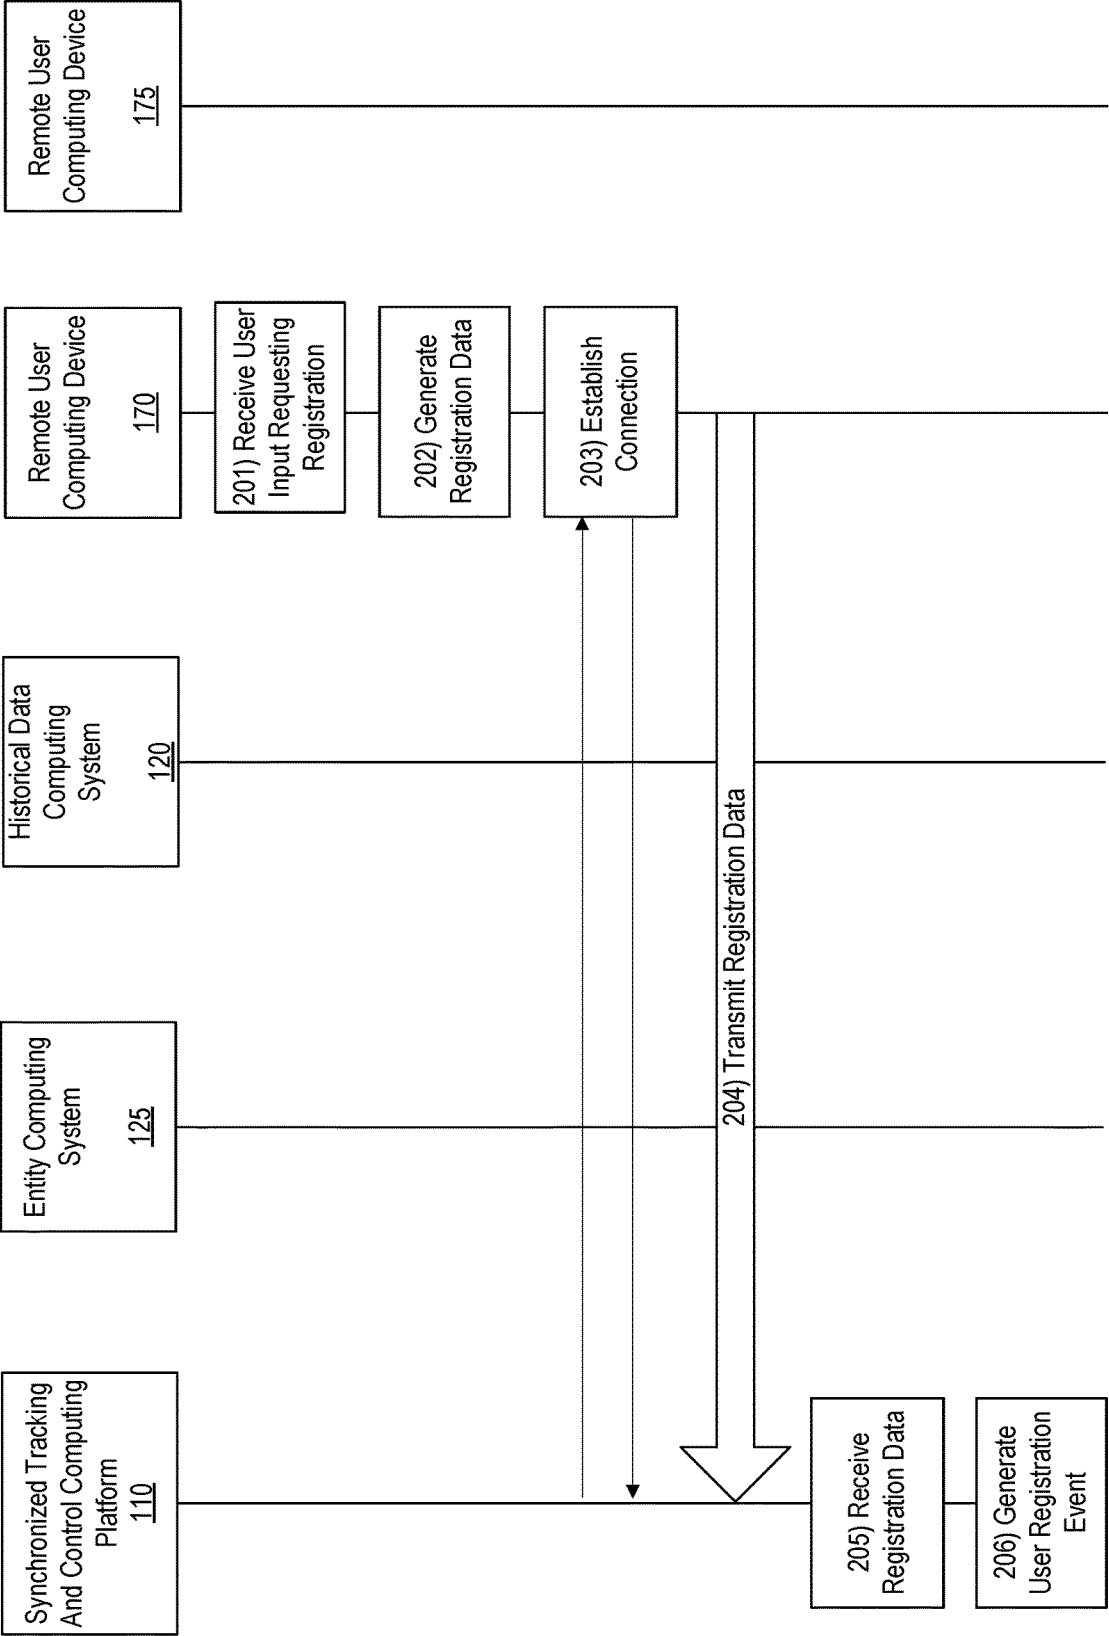 Synchronized Tracking
And Control Computing
Platform
110
Entity Computing
System
125
Historical Data
Computing
System
120
Remote User
Computing Device
170
Remote User
Computing Device
175
201) Receive User
Input Requesting
Registration
202) Generate
Registration Data
203) Establish
Connection
204) Transmit Registration Data
205) Receive
Registration Data
206) Generate
User Registration
Event